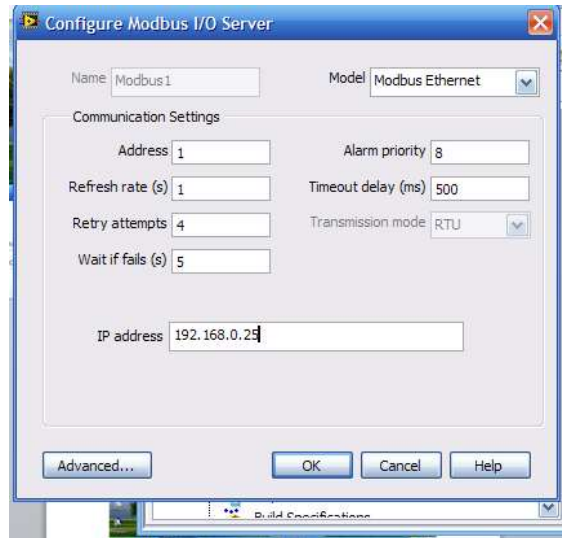 Configure Modbus I/O Server
Name Modbus1 Model Modbus Ethernet
Communication Settings
Address 1 Alarm priority 8
Refresh rate (s) 1 Timeout delay (ms) 500
Retry attempts 4 Transmission mode RTU
Wait if fails (s) 5
IP address 192.168.0.25
Advanced... OK Cancel Help
Build Specifications